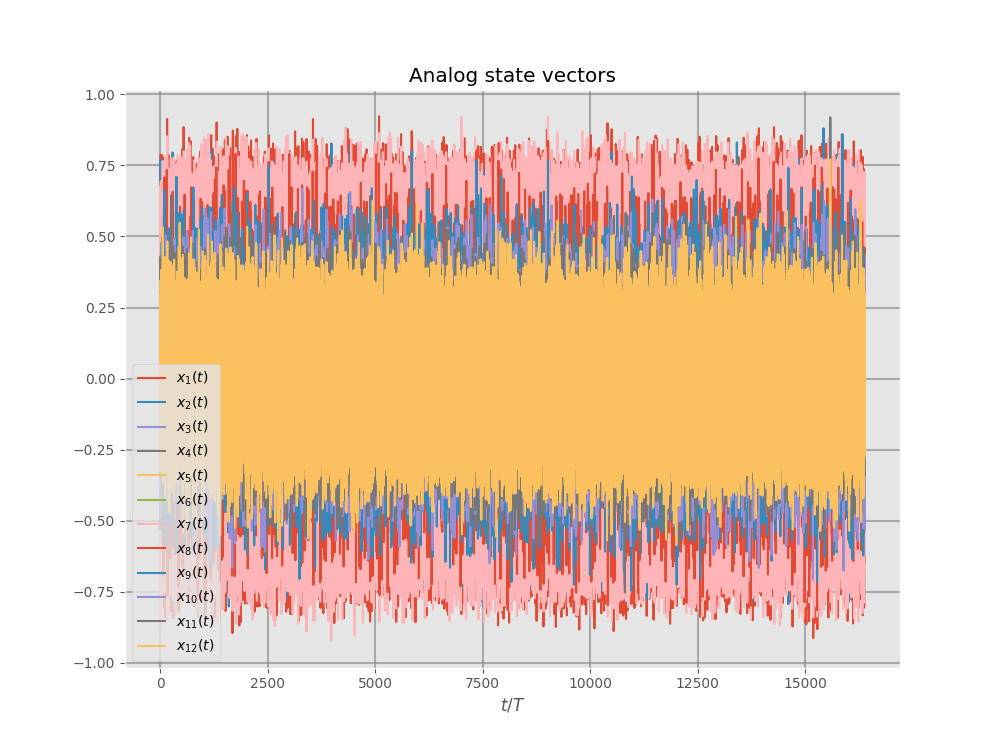 Analog state vectors
1.00
0.75
0.50
0.25
0.00
−0.25
−0.50
−0.75
−1.00
x₁(t)
x₂(t)
x₃(t)
x₄(t)
x₅(t)
x₆(t)
x₇(t)
x₈(t)
x₉(t)
x₁₀(t)
x₁₁(t)
x₁₂(t)
0 2500 5000 7500 10000 12500 15000
t/T